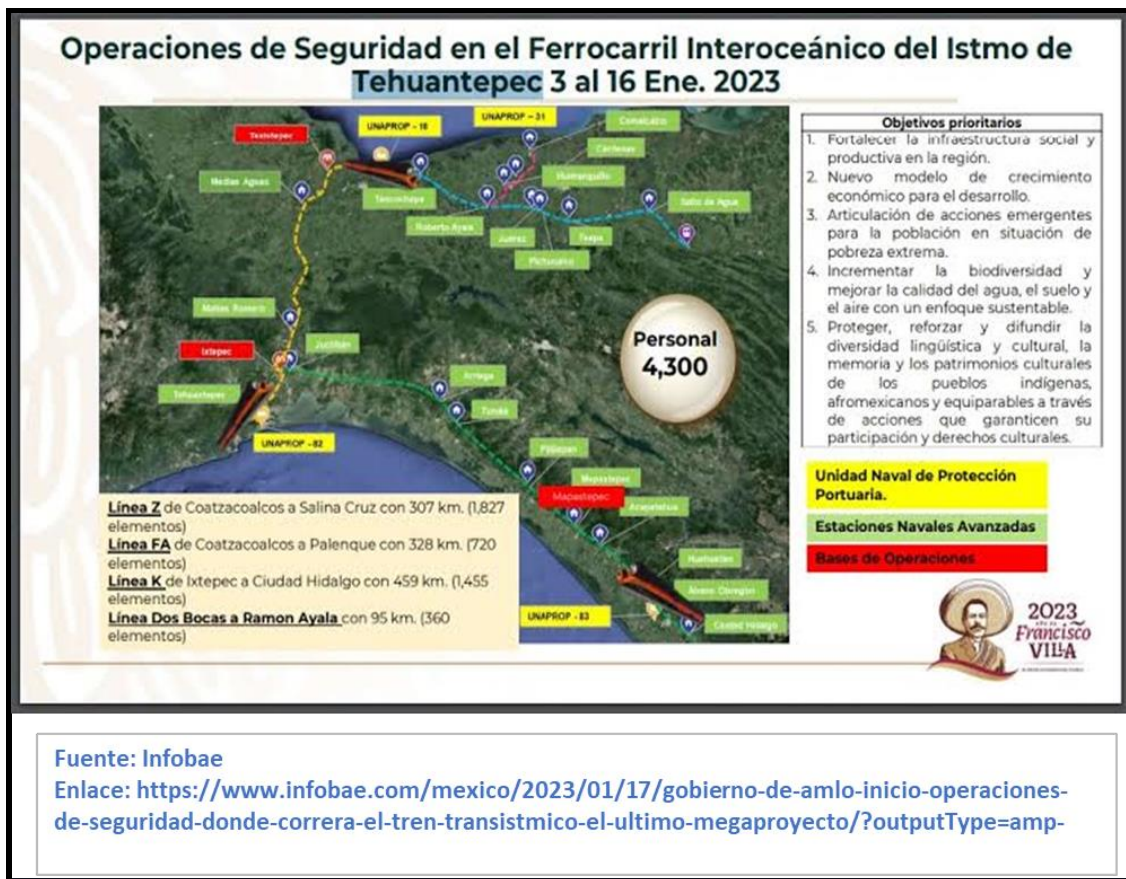 Operaciones de Seguridad en el Ferrocarril Interoceánico del Istmo de
Tehuantepec 3 al 16 Ene. 2023
UNAPROP - 31
Comalcalco
UNAPROP - 18
Texistepec
Cárdenas
Huimanguillo
Medias Aguas
Salto de Agua
Roberto Ayala
Juárez
Teapa
Pichucalco
Matías Romero
Personal
4,300
Ixtepec
Juchitán
Arriaga
Tehuantepec
Tonalá
UNAPROP -82
Pijijiapan
Mapastepec
Mapastepec
Huehuetán
Álvaro Obregón
UNAPROP - 83
Ciudad Hidalgo
Línea Z de Coatzacoalcos a Salina Cruz con 307 km. (1,827
elementos)
Línea FA de Coatzacoalcos a Palenque con 328 km. (720
elementos)
Línea K de Ixtepec a Ciudad Hidalgo con 459 km. (1,455
elementos)
Línea Dos Bocas a Ramon Ayala con 95 km. (360
elementos)
Objetivos prioritarios
1. Fortalecer la infraestructura social y
productiva en la región.
2. Nuevo modelo de crecimiento
económico para el desarrollo.
3. Articulación de acciones emergentes
para la población en situación de
pobreza extrema.
4. Incrementar la biodiversidad y
mejorar la calidad del agua, el suelo y
el aire con un enfoque sustentable.
5. Proteger, reforzar y difundir la
diversidad lingüística y cultural, la
memoria y los patrimonios culturales
de los pueblos indígenas,
afromexicanos y equiparables a través
de acciones que garanticen su
participación y derechos culturales.
Unidad Naval de Protección
Portuaria.
Estaciones Navales Avanzadas
Bases de Operaciones
2023
Francisco
VILLA
Fuente: Infobae
Enlace: https://www.infobae.com/mexico/2023/01/17/gobierno-de-amlo-inicio-operaciones-
de-seguridad-donde-correra-el-tren-transistmico-el-ultimo-megaproyecto/?outputType=amp-